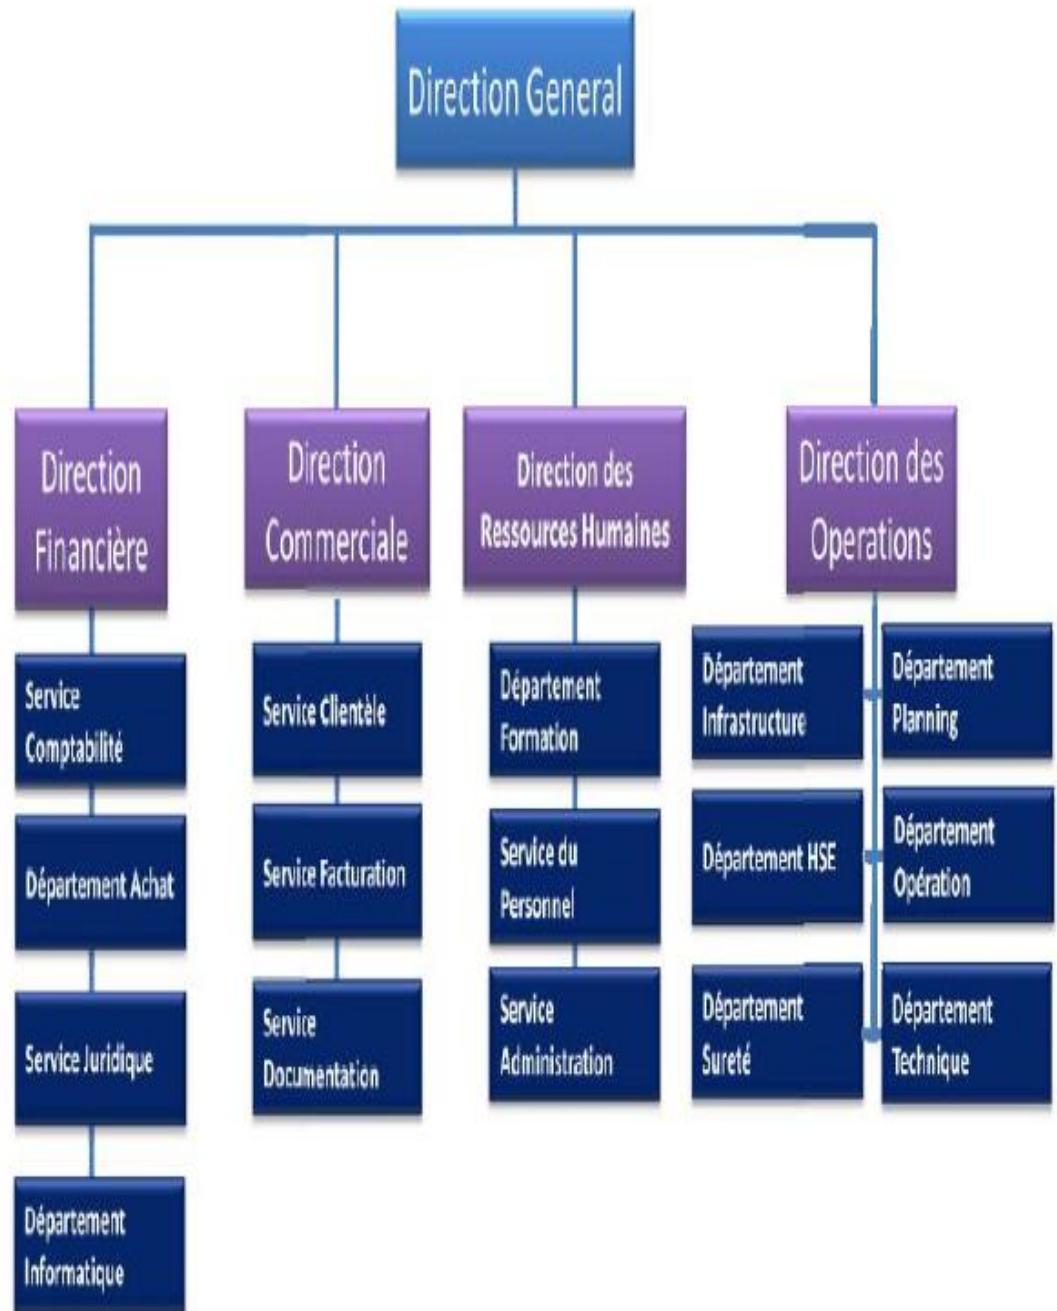 Direction General
Direction
Financière
Direction
Commerciale
Direction des
Ressources Humaines
Direction des
Operations
Service
Comptabilité
Département Achat
Service Juridique
Département
Informatique
Service Clientèle
Service Facturation
Service
Documentation
Département
Formation
Service du
Personnel
Service
Administration
Département
Infrastructure
Département
Planning
Département HSE
Département
Opération
Département
Sureté
Département
Technique